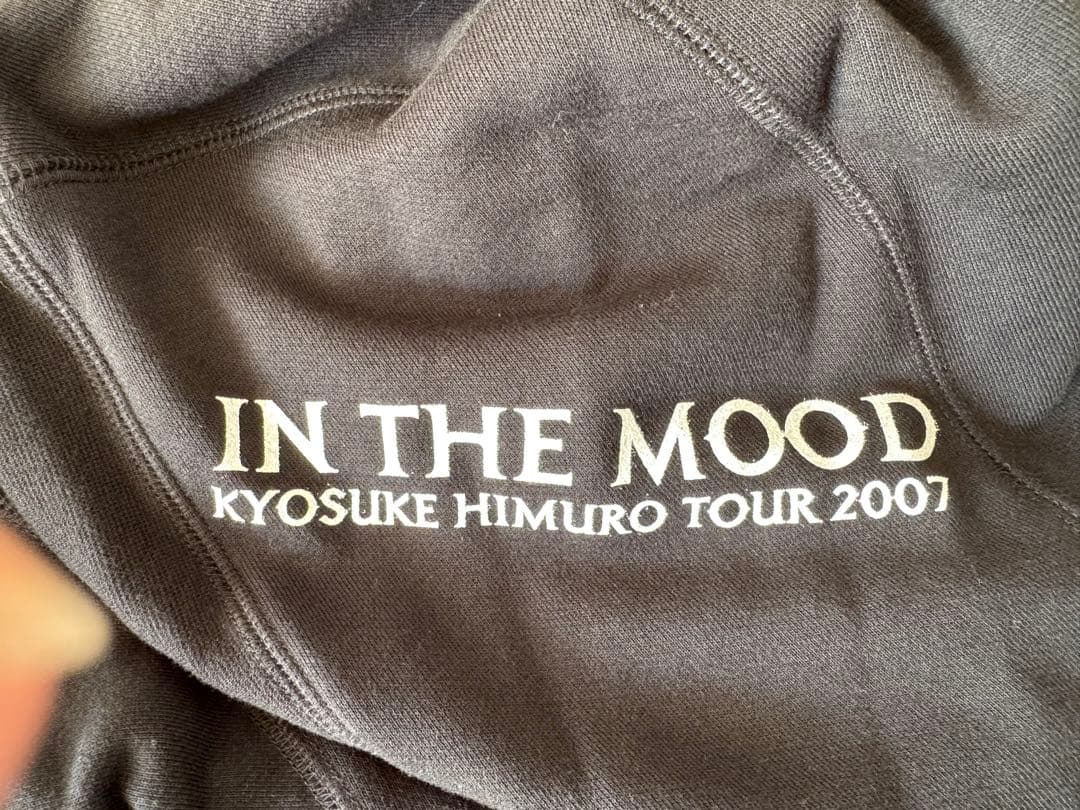 IN THE MOOD
KYOSUKE HIMURO TOUR 2007